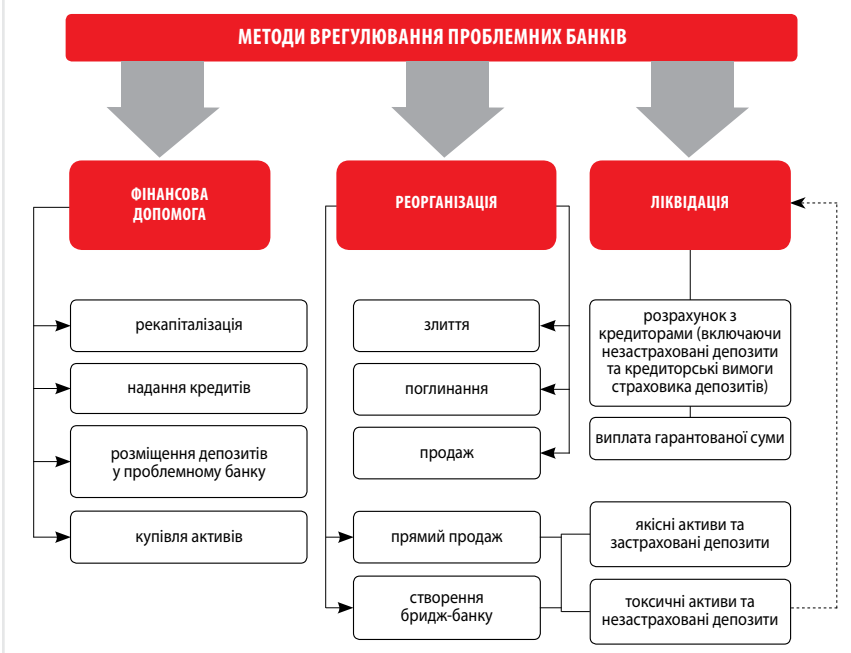 МЕТОДИ ВРЕГУЛЮВАННЯ ПРОБЛЕМНИХ БАНКІВ
ФІНАНСОВА
ДОПОМОГА
рекапіталізація
надання кредитів
розміщення депозитів
у проблемному банку
купівля активів
РЕОРГАНІЗАЦІЯ
злиття
поглинання
продаж
прямий продаж
створення
бридж-банку
ЛІКВІДАЦІЯ
розрахунок з
кредиторами (включаючи
незастраховані депозити
та кредиторські вимоги
страховика депозитів)
виплата гарантованої суми
якісні активи та
застраховані депозити
токсичні активи та
незастраховані депозити